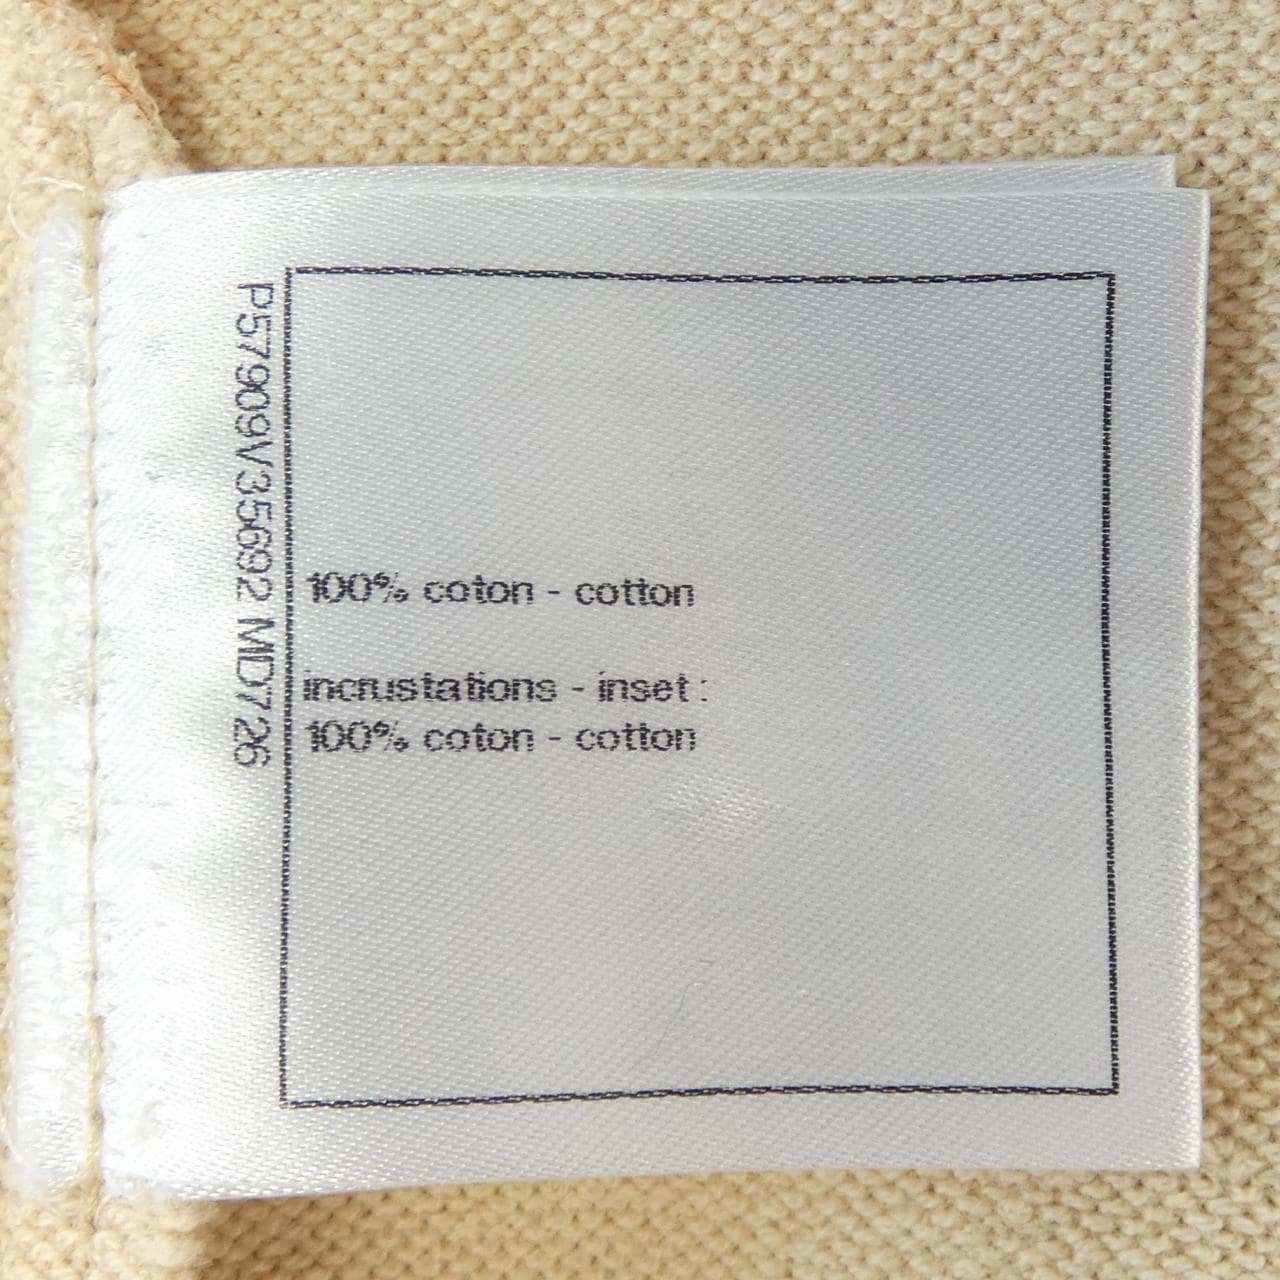 P57909V35692 MD726
100% coton - cotton
incrustations - inset :
100% coton - cotton